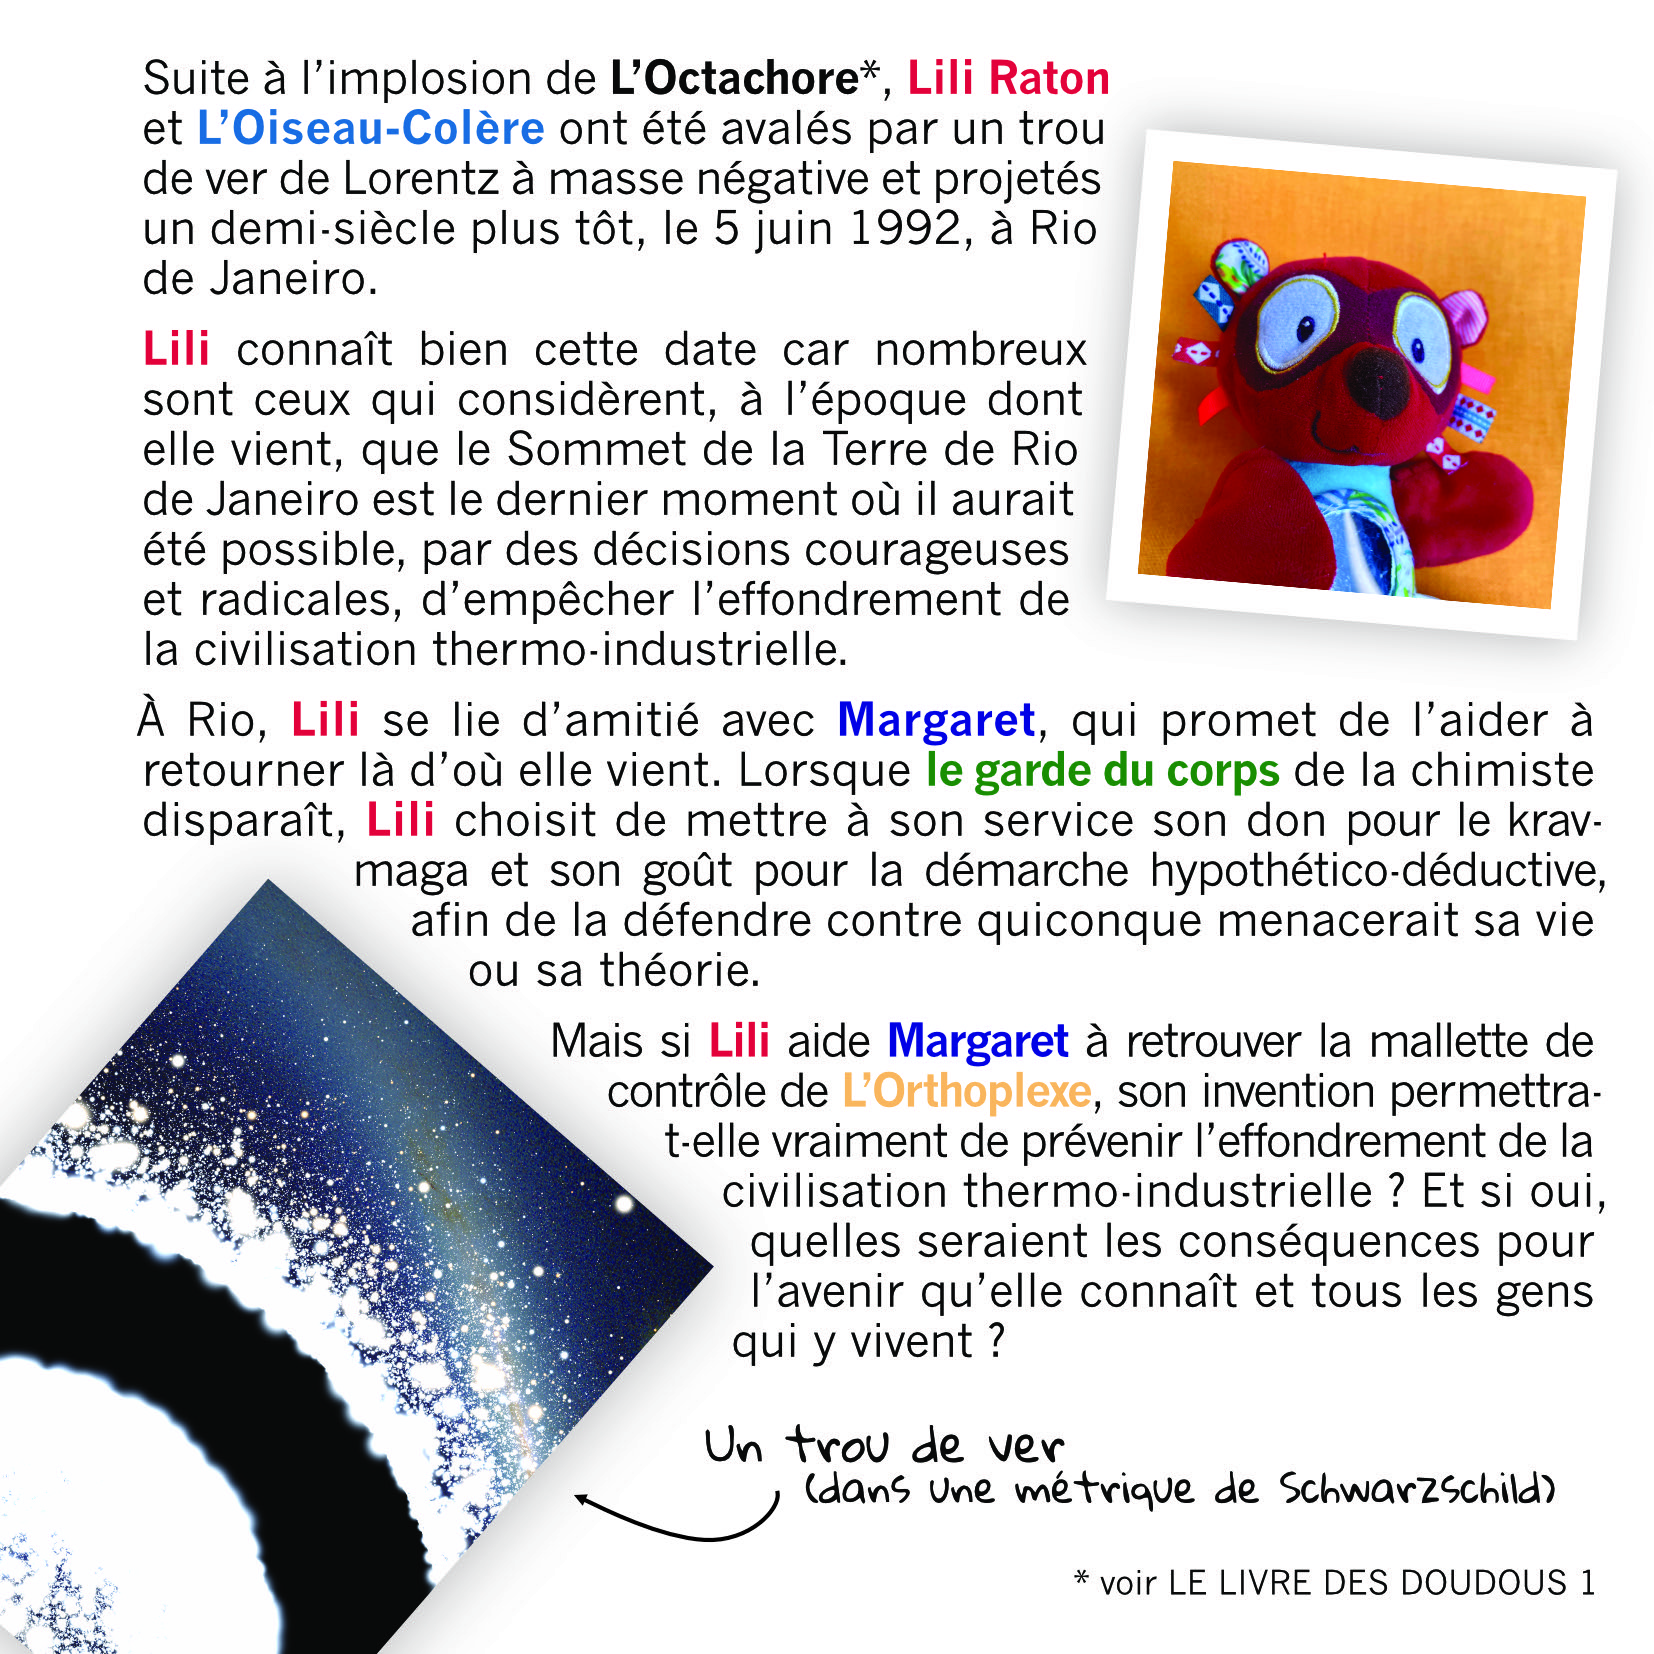 Suite à l’implosion de L’Octachore*, Lili Raton
et L’Oiseau-Colère ont été avalés par un trou
de ver de Lorentz à masse négative et projetés
un demi-siècle plus tôt, le 5 juin 1992, à Rio
de Janeiro.
Lili connaît bien cette date car nombreux
sont ceux qui considèrent, à l’époque dont
elle vient, que le Sommet de la Terre de Rio
de Janeiro est le dernier moment où il aurait
été possible, par des décisions courageuses
et radicales, d’empêcher l’effondrement de
la civilisation thermo-industrielle.
À Rio, Lili se lie d’amitié avec Margaret, qui promet de l’aider à
retourner là d’où elle vient. Lorsque le garde du corps de la chimiste
disparaît, Lili choisit de mettre à son service son don pour le krav-
maga et son goût pour la démarche hypothético-déductive,
afin de la défendre contre quiconque menacerait sa vie
ou sa théorie.
Mais si Lili aide Margaret à retrouver la mallette de
contrôle de L’Orthoplexe, son invention permettra-
t-elle vraiment de prévenir l’effondrement de la
civilisation thermo-industrielle ? Et si oui,
quelles seraient les conséquences pour
l’avenir qu’elle connaît et tous les gens
qui y vivent ?
Un trou de ver
(dans une métrique de Schwarzschild)
* voir LE LIVRE DES DOUDOUS 1